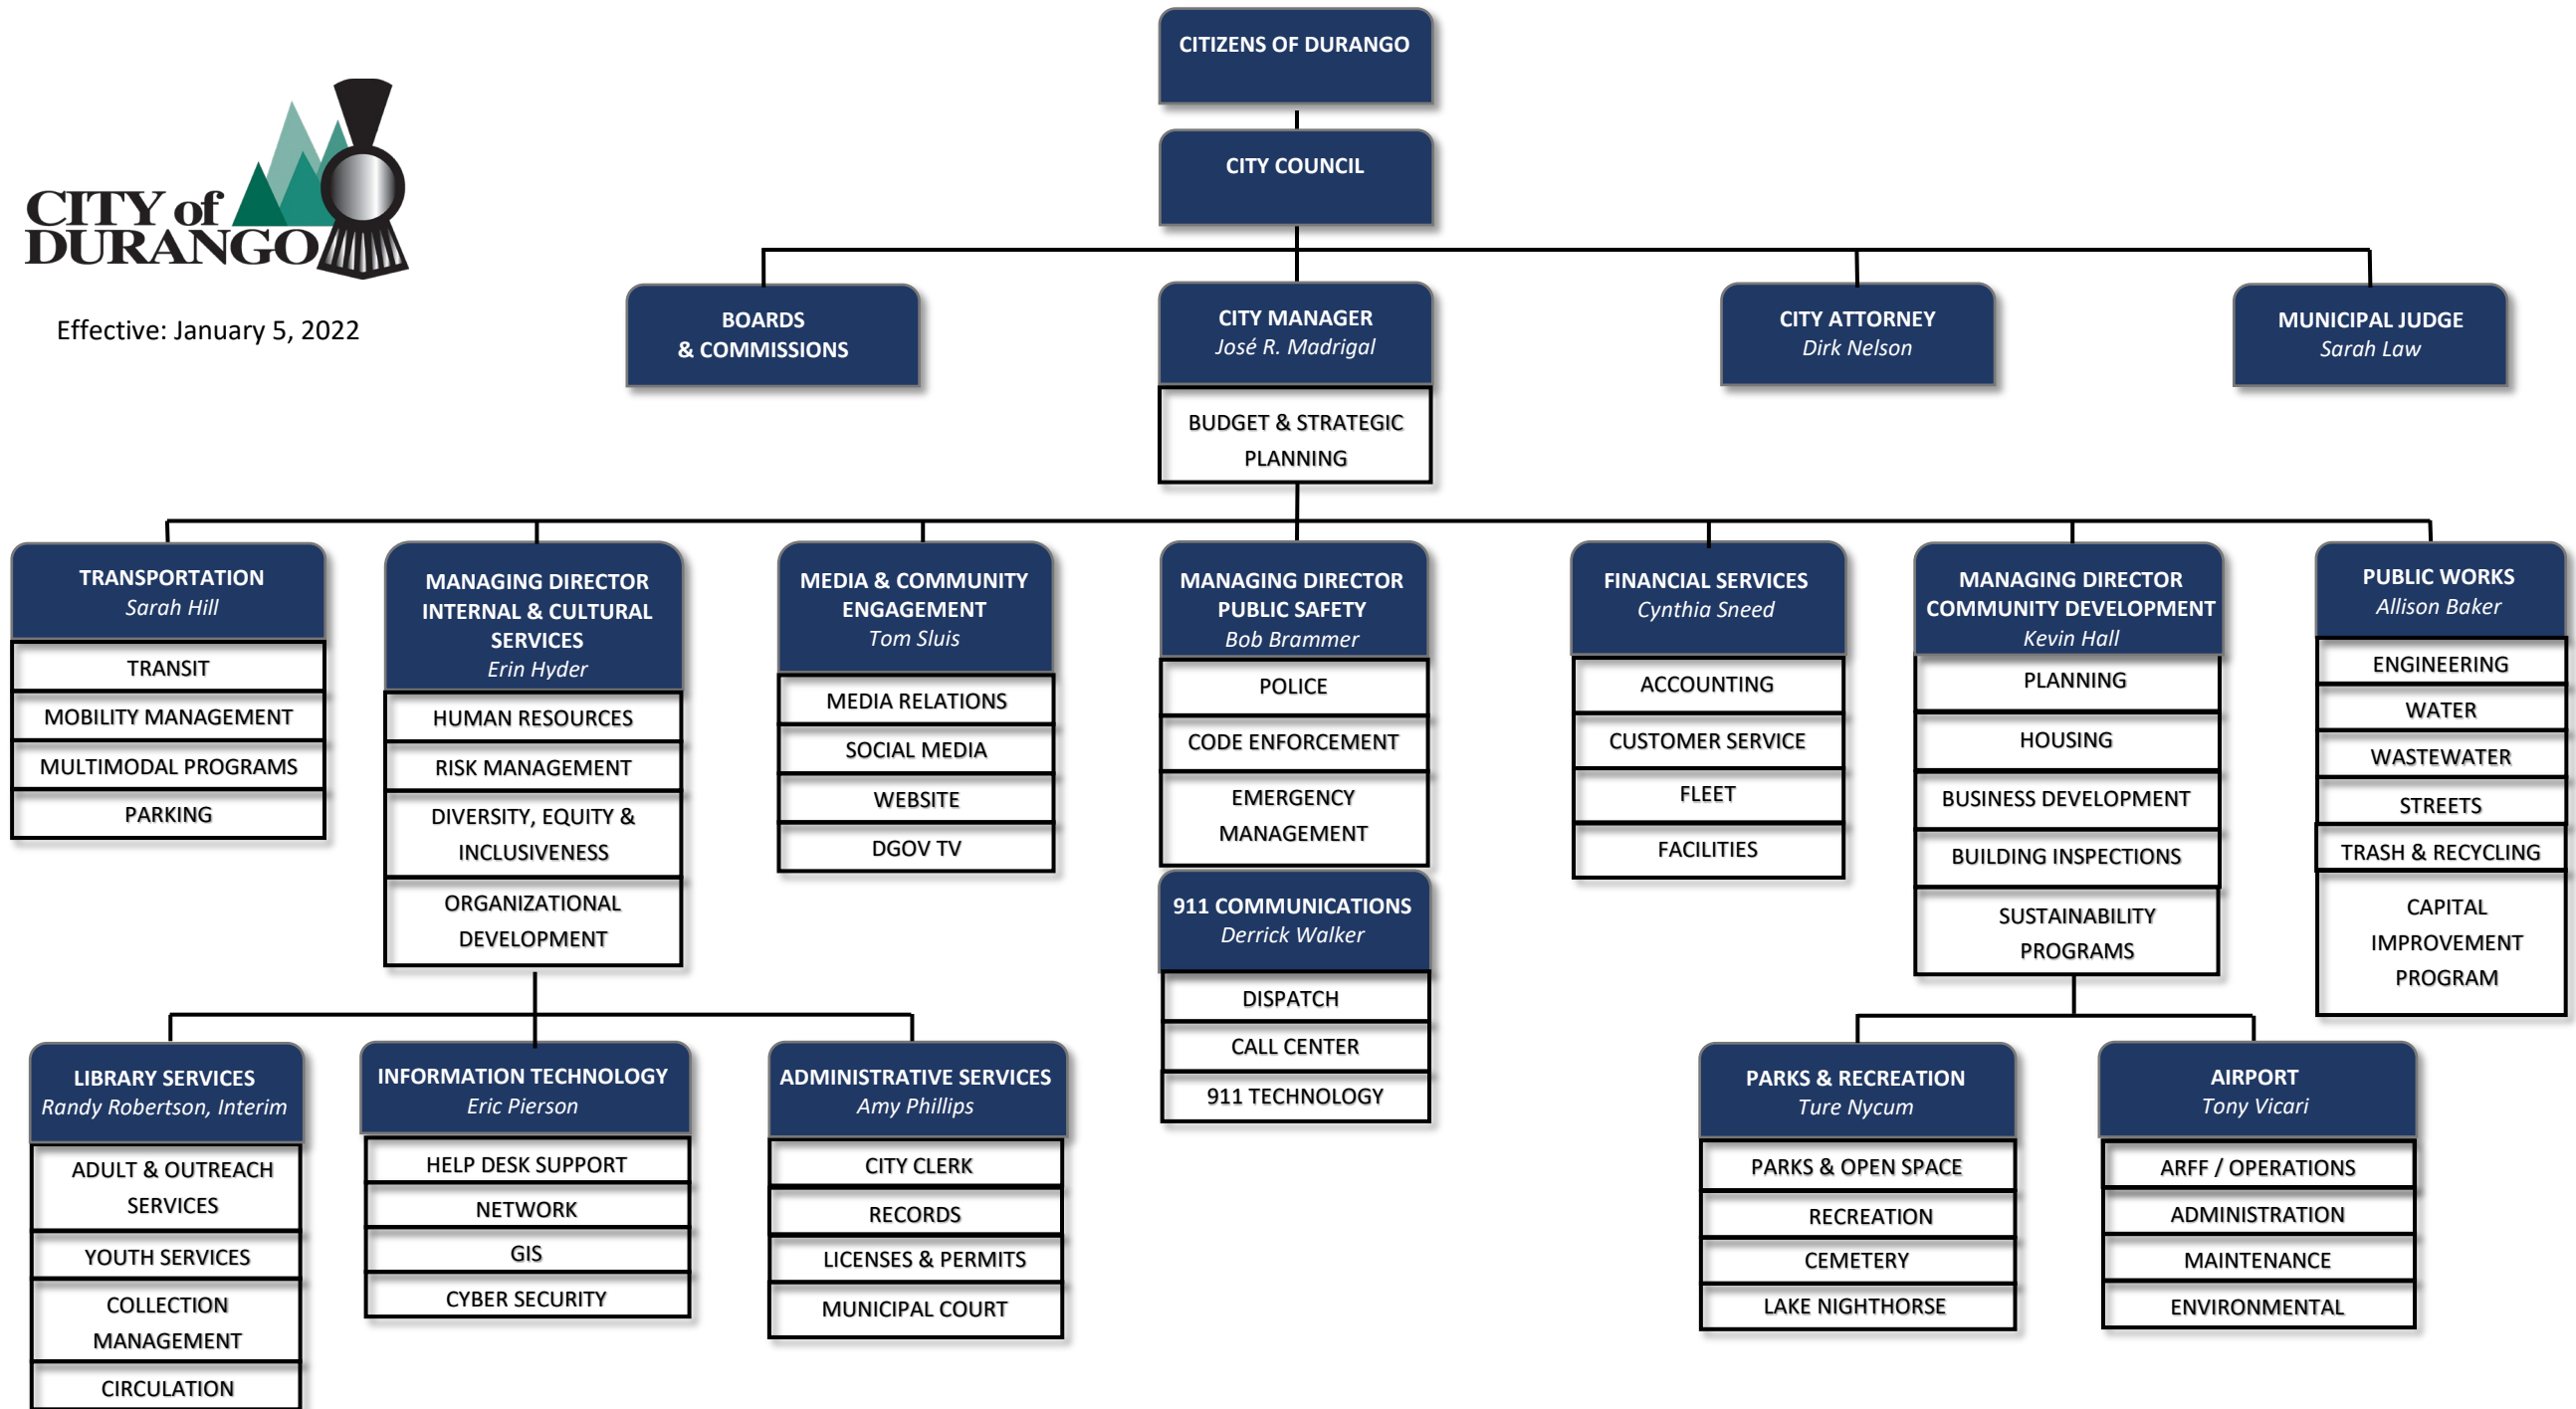 CITIZENS OF DURANGO
CITY COUNCIL
CITY of
DURANGO
Effective: January 5, 2022
BOARDS
& COMMISSIONS
CITY MANAGER
José R. Madrigal
BUDGET & STRATEGIC
PLANNING
CITY ATTORNEY
Dirk Nelson
MUNICIPAL JUDGE
Sarah Law
TRANSPORTATION
Sarah Hill
TRANSIT
MOBILITY MANAGEMENT
MULTIMODAL PROGRAMS
PARKING
MANAGING DIRECTOR
INTERNAL & CULTURAL
SERVICES
Erin Hyder
HUMAN RESOURCES
RISK MANAGEMENT
DIVERSITY, EQUITY &
INCLUSIVENESS
ORGANIZATIONAL
DEVELOPMENT
MEDIA & COMMUNITY
ENGAGEMENT
Tom Sluis
MEDIA RELATIONS
SOCIAL MEDIA
WEBSITE
DGOV TV
MANAGING DIRECTOR
PUBLIC SAFETY
Bob Brammer
POLICE
CODE ENFORCEMENT
EMERGENCY
MANAGEMENT
911 COMMUNICATIONS
Derrick Walker
DISPATCH
CALL CENTER
911 TECHNOLOGY
FINANCIAL SERVICES
Cynthia Sneed
ACCOUNTING
CUSTOMER SERVICE
FLEET
FACILITIES
MANAGING DIRECTOR
COMMUNITY DEVELOPMENT
Kevin Hall
PLANNING
HOUSING
BUSINESS DEVELOPMENT
BUILDING INSPECTIONS
SUSTAINABILITY
PROGRAMS
PUBLIC WORKS
Allison Baker
ENGINEERING
WATER
WASTEWATER
STREETS
TRASH & RECYCLING
CAPITAL
IMPROVEMENT
PROGRAM
LIBRARY SERVICES
Randy Robertson, Interim
ADULT & OUTREACH
SERVICES
YOUTH SERVICES
COLLECTION
MANAGEMENT
CIRCULATION
INFORMATION TECHNOLOGY
Eric Pierson
HELP DESK SUPPORT
NETWORK
GIS
CYBER SECURITY
ADMINISTRATIVE SERVICES
Amy Phillips
CITY CLERK
RECORDS
LICENSES & PERMITS
MUNICIPAL COURT
PARKS & RECREATION
Ture Nycum
PARKS & OPEN SPACE
RECREATION
CEMETERY
LAKE NIGHTHORSE
AIRPORT
Tony Vicari
ARFF / OPERATIONS
ADMINISTRATION
MAINTENANCE
ENVIRONMENTAL